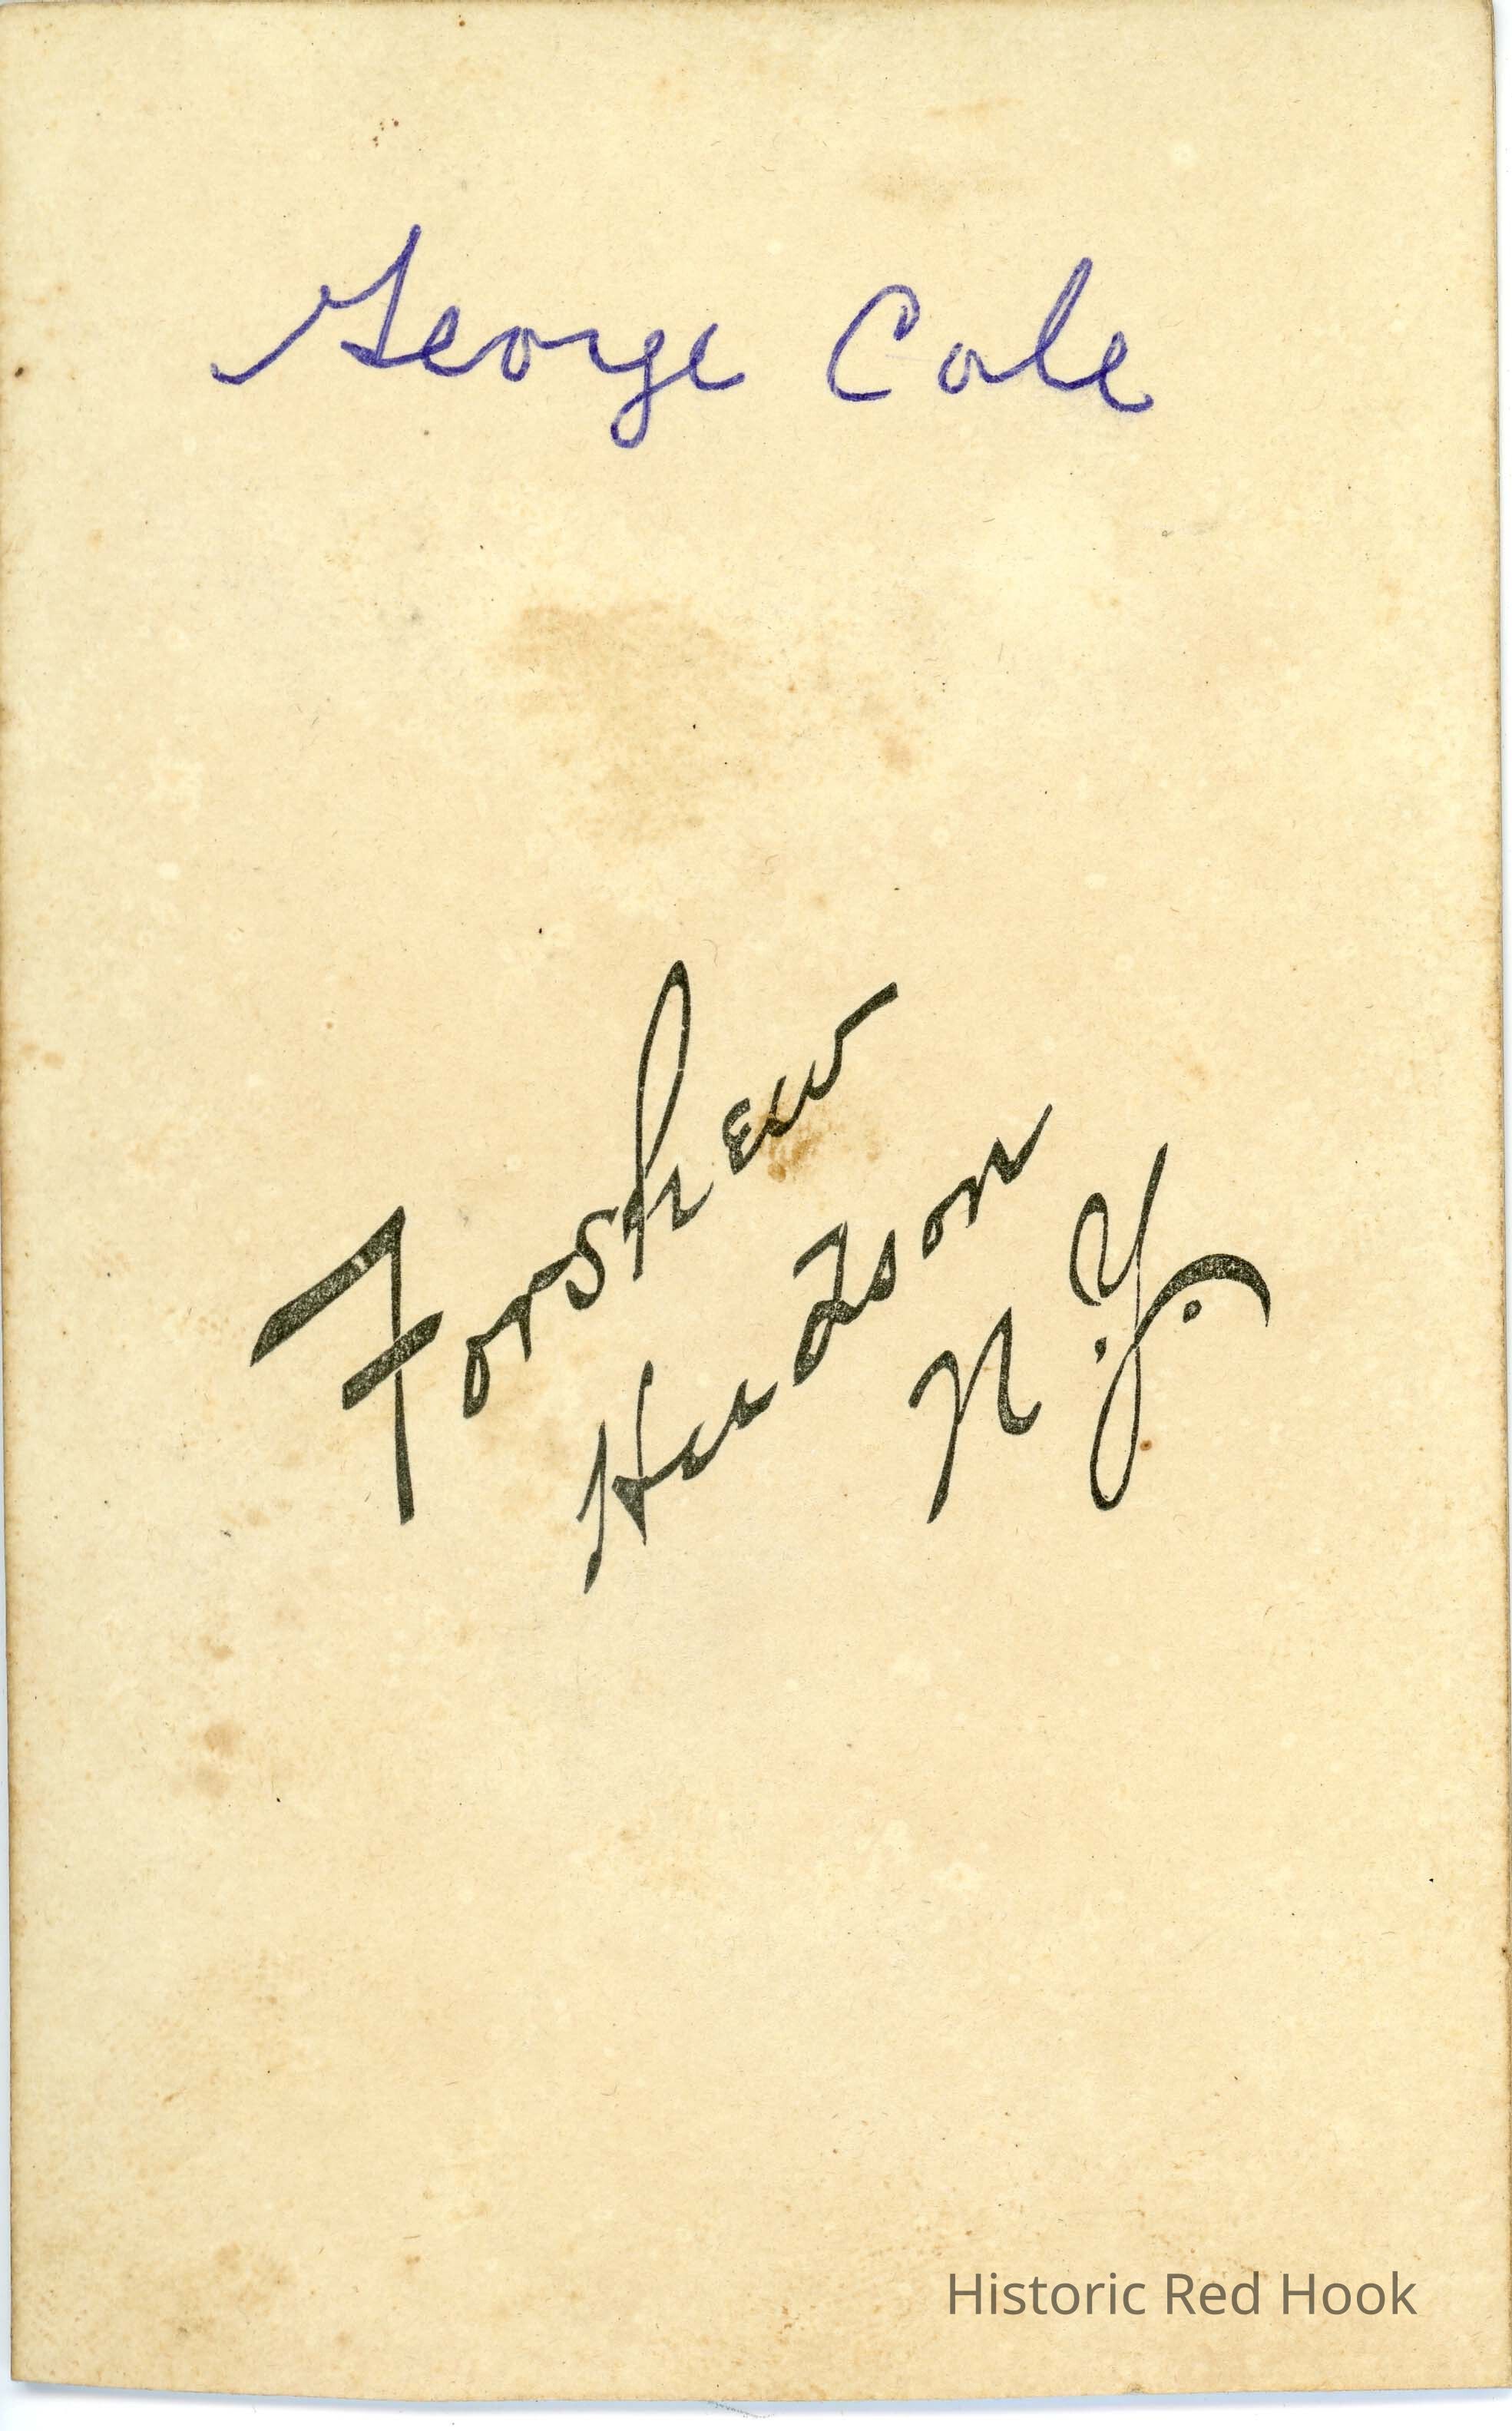 George Cole
Forshew
Hudson
N.Y.
Historic Red Hook